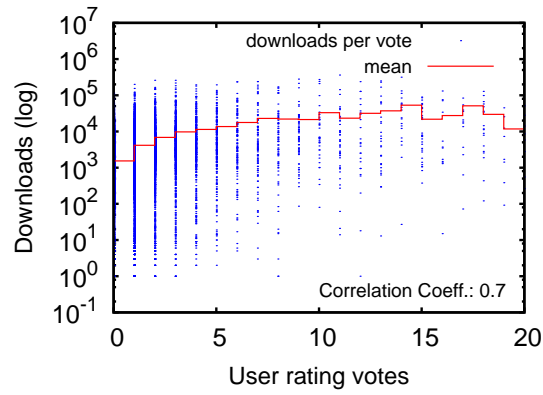 10^7
10^6
10^5
10^4
10^3
10^2
10^1
10^0
10^-1
Downloads (log)
downloads per vote
mean
Correlation Coeff.: 0.7
0 5 10 15 20
User rating votes